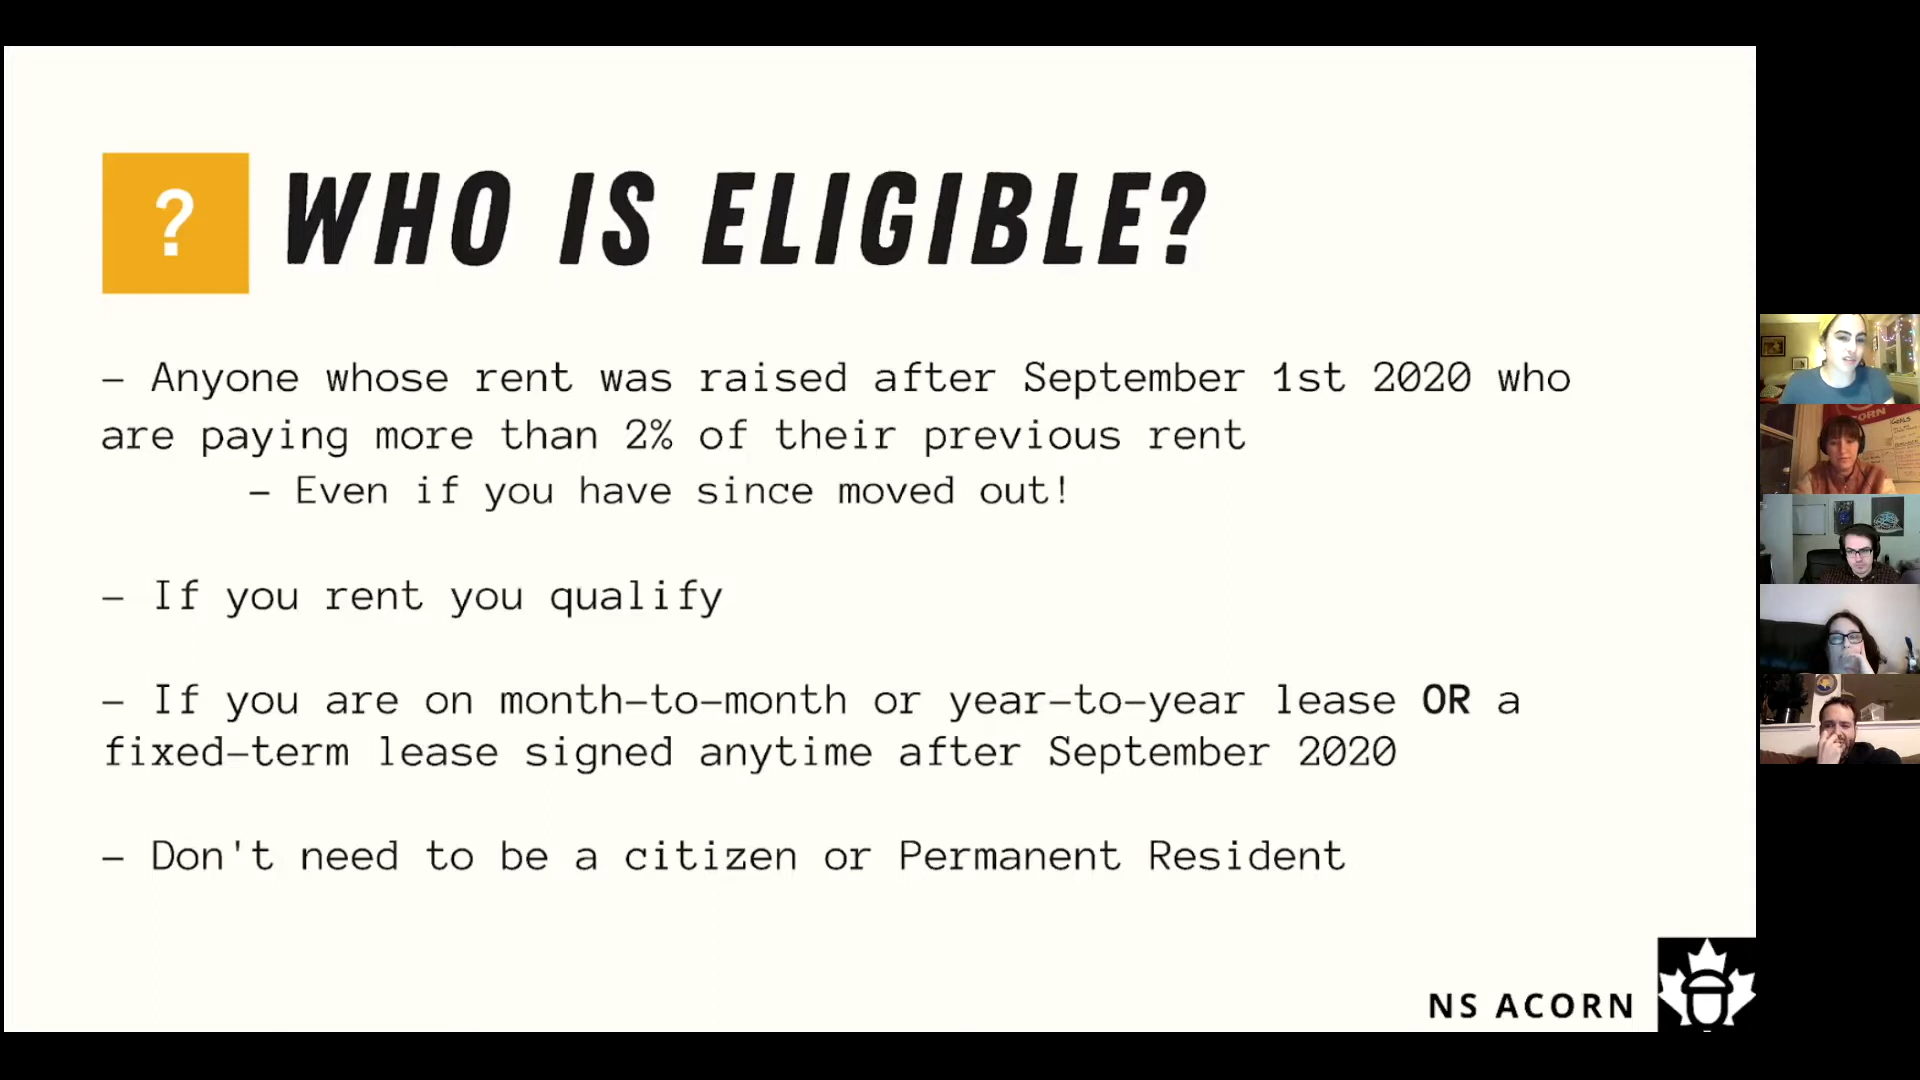 ?
WHO IS ELIGIBLE?
– Anyone whose rent was raised after September 1st 2020 who
are paying more than 2% of their previous rent
– Even if you have since moved out!
– If you rent you qualify
– If you are on month–to–month or year–to–year lease OR a
fixed–term lease signed anytime after September 2020
– Don't need to be a citizen or Permanent Resident
NS ACORN